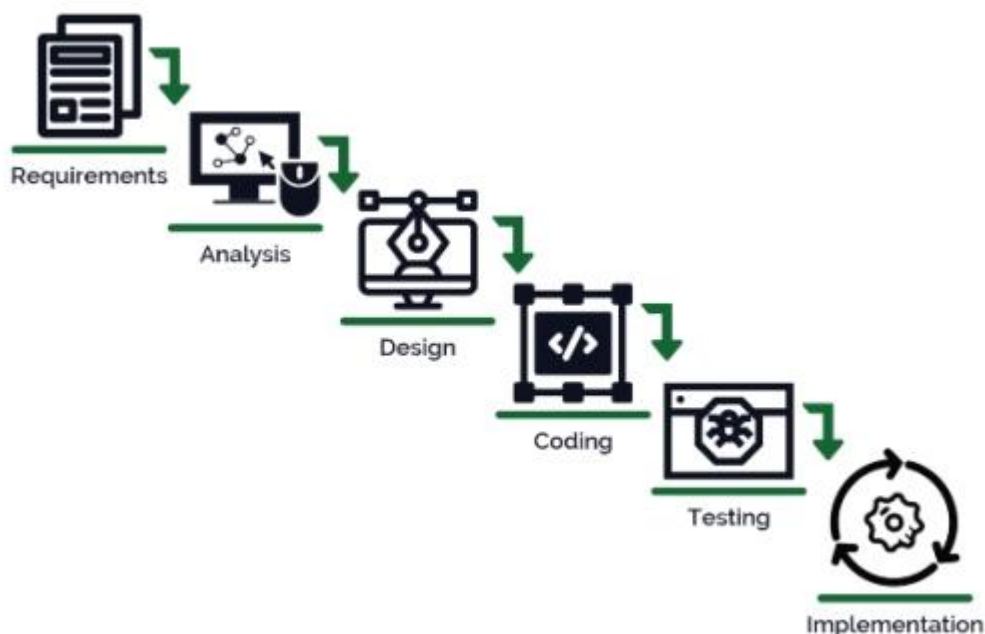 Requirements
Analysis
Design
</>
Coding
Testing
Implementation